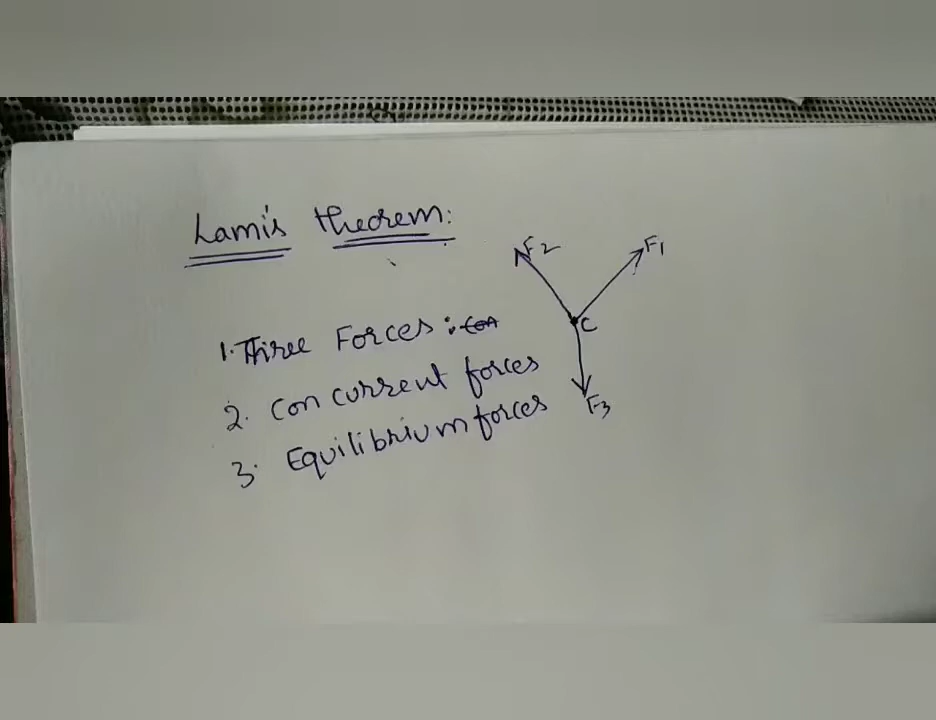 Lami's theorem:
F2
F1
C
1. Three Forces:
2. Concurrent forces
F3
3. Equilibrium forces